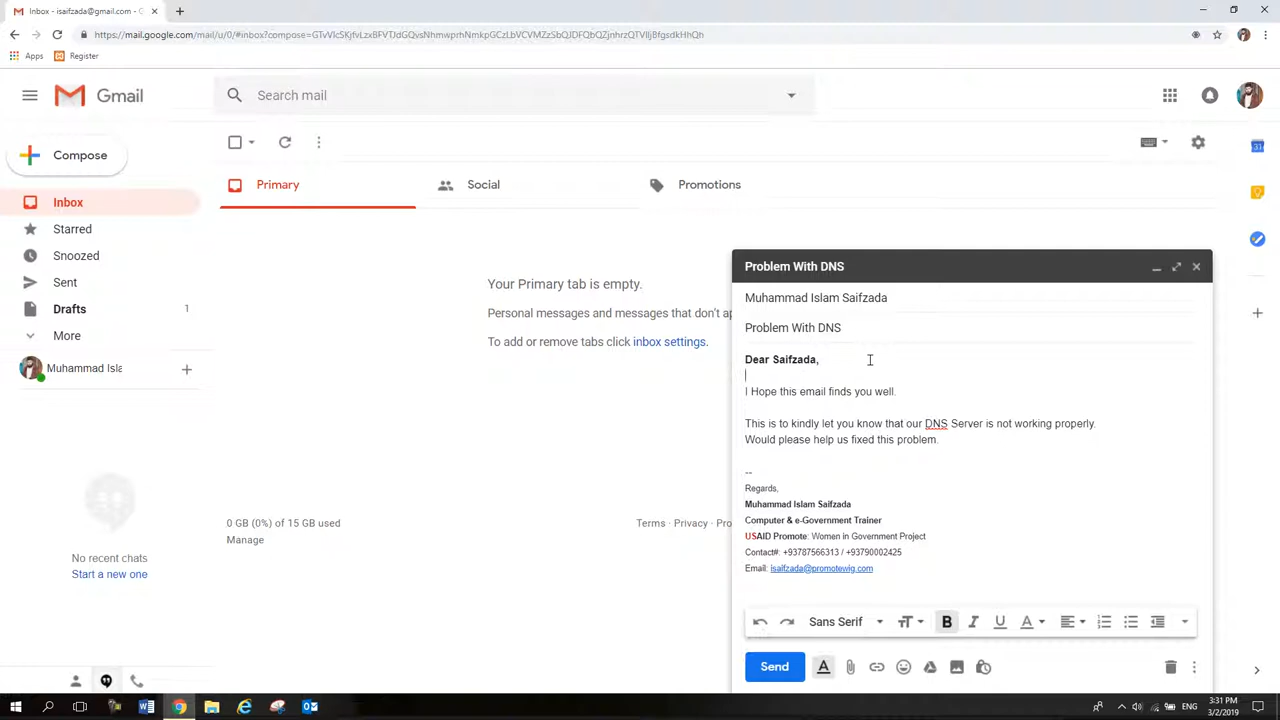 Inbox - isaifzada@gmail.com - G
https://mail.google.com/mail/u/0/#inbox?compose=
Apps
Register
Gmail
Search mail
Compose
Primary
Social
Promotions
Inbox
Starred
Snoozed
Sent
Drafts
1
More
Muhammad Isla
Your Primary tab is empty.
Personal messages and messages that don't ap
To add or remove tabs click inbox settings.
0 GB (0%) of 15 GB used
Manage
Terms · Privacy · Pro
No recent chats
Start a new one
Problem With DNS
Muhammad Islam Saifzada
Problem With DNS
Dear Saifzada,
I Hope this email finds you well.
This is to kindly let you know that our DNS Server is not working properly.
Would please help us fixed this problem.
--
Regards,
Muhammad Islam Saifzada
Computer & e-Government Trainer
USAID Promote: Women in Government Project
Contact#: +93787566313 / +93790002425
Email: isaifzada@promotewig.com
Sans Serif
Send
31
ENG
3:31 PM
3/2/2019